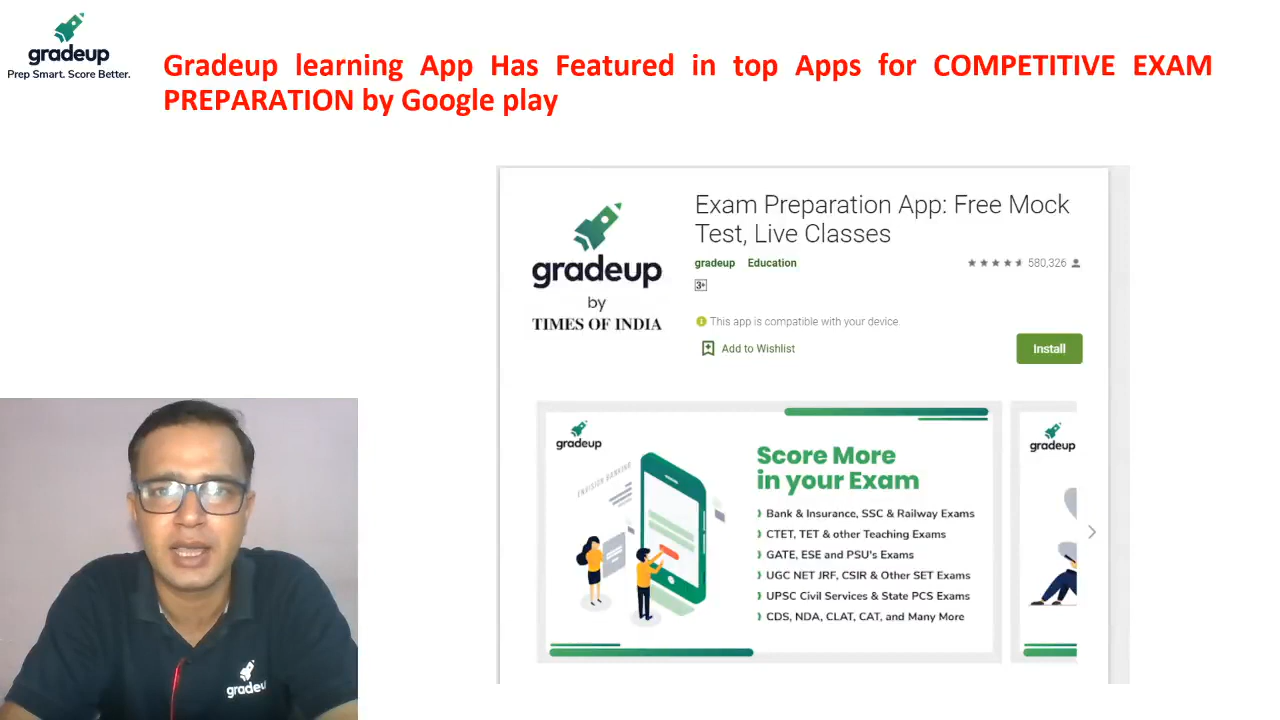 gradeup
Prep Smart. Score Better.
Gradeup learning App Has Featured in top Apps for COMPETITIVE EXAM
PREPARATION by Google play
gradeup
by
TIMES OF INDIA
Exam Preparation App: Free Mock
Test, Live Classes
gradeup Education 580,326
3+
This app is compatible with your device.
Add to Wishlist
Install
gradeup
ENVISION BANKING
Score More
in your Exam
Bank & Insurance, SSC & Railway Exams
CTET, TET & other Teaching Exams
GATE, ESE and PSU's Exams
UGC NET JRF, CSIR & Other SET Exams
UPSC Civil Services & State PCS Exams
CDS, NDA, CLAT, CAT, and Many More
gradeup
gradeup